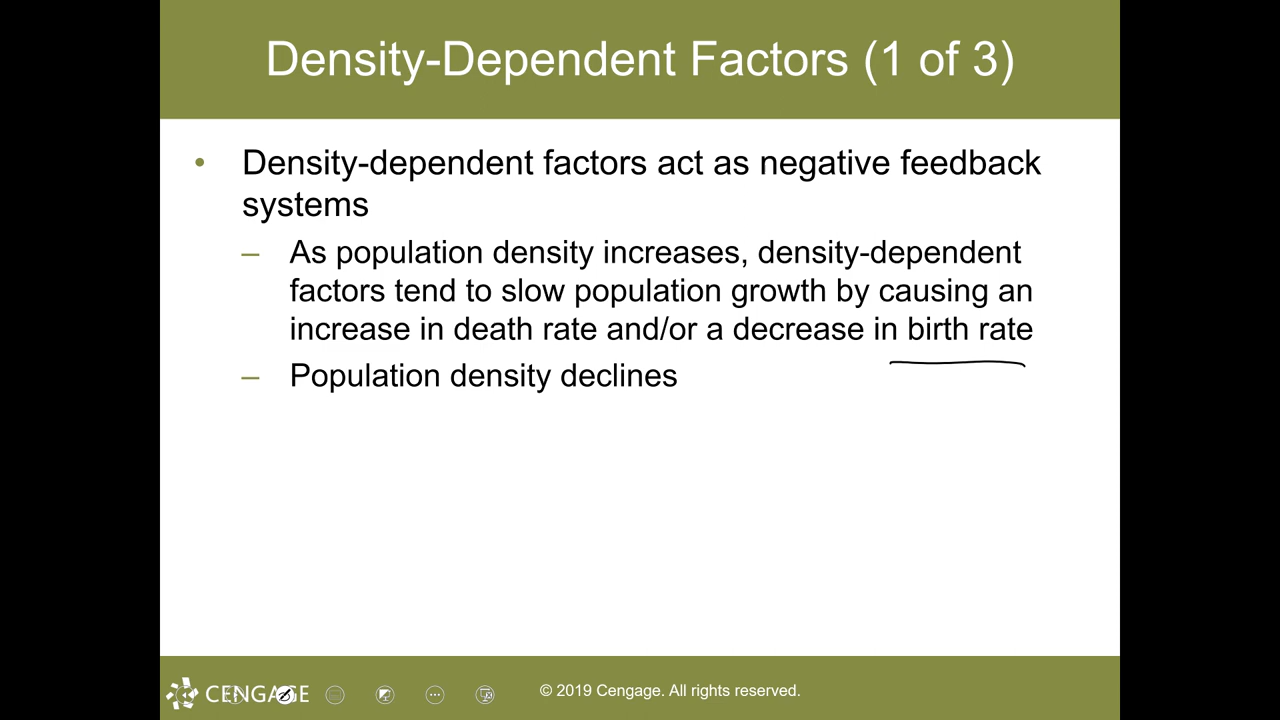 Density-Dependent Factors (1 of 3)
• Density-dependent factors act as negative feedback
systems
– As population density increases, density-dependent
factors tend to slow population growth by causing an
increase in death rate and/or a decrease in birth rate
– Population density declines
CENGAGE
© 2019 Cengage. All rights reserved.